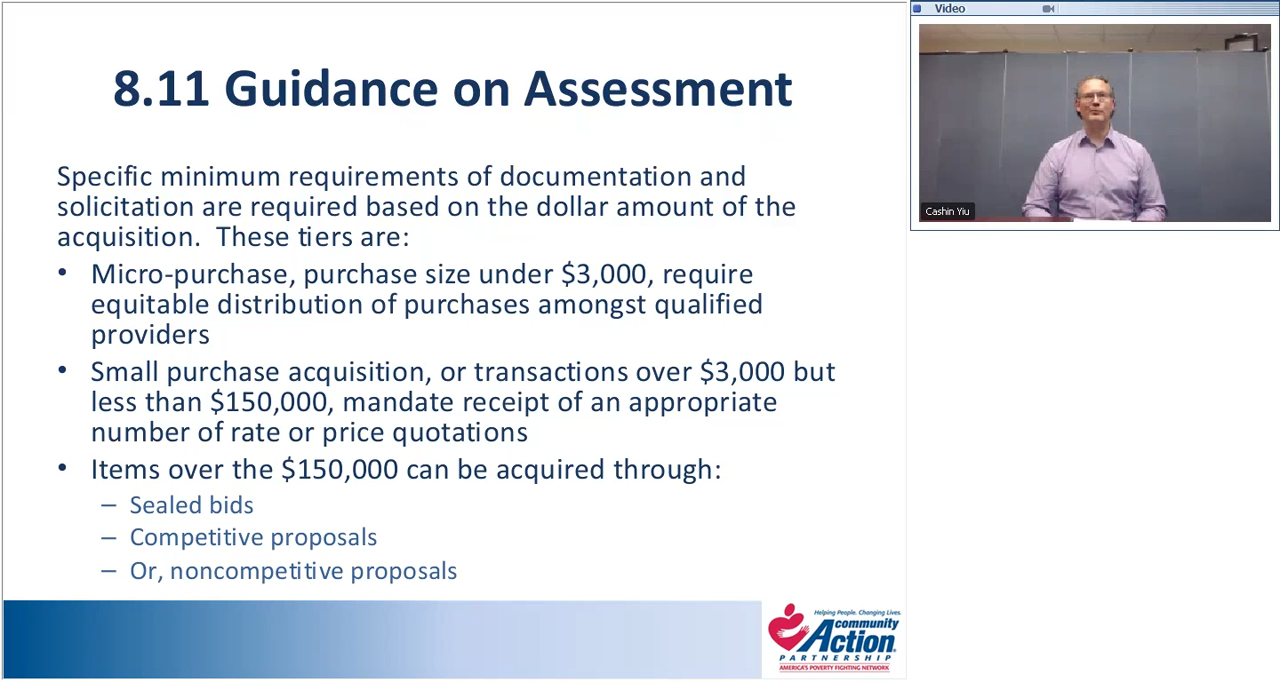 8.11 Guidance on Assessment
Specific minimum requirements of documentation and
solicitation are required based on the dollar amount of the
acquisition.  These tiers are:
• Micro-purchase, purchase size under $3,000, require
equitable distribution of purchases amongst qualified
providers
• Small purchase acquisition, or transactions over $3,000 but
less than $150,000, mandate receipt of an appropriate
number of rate or price quotations
• Items over the $150,000 can be acquired through:
– Sealed bids
– Competitive proposals
– Or, noncompetitive proposals
Helping People. Changing Lives.
community
Action
PARTNERSHIP
AMERICA'S POVERTY FIGHTING NETWORK
Video
Cashin Yiu